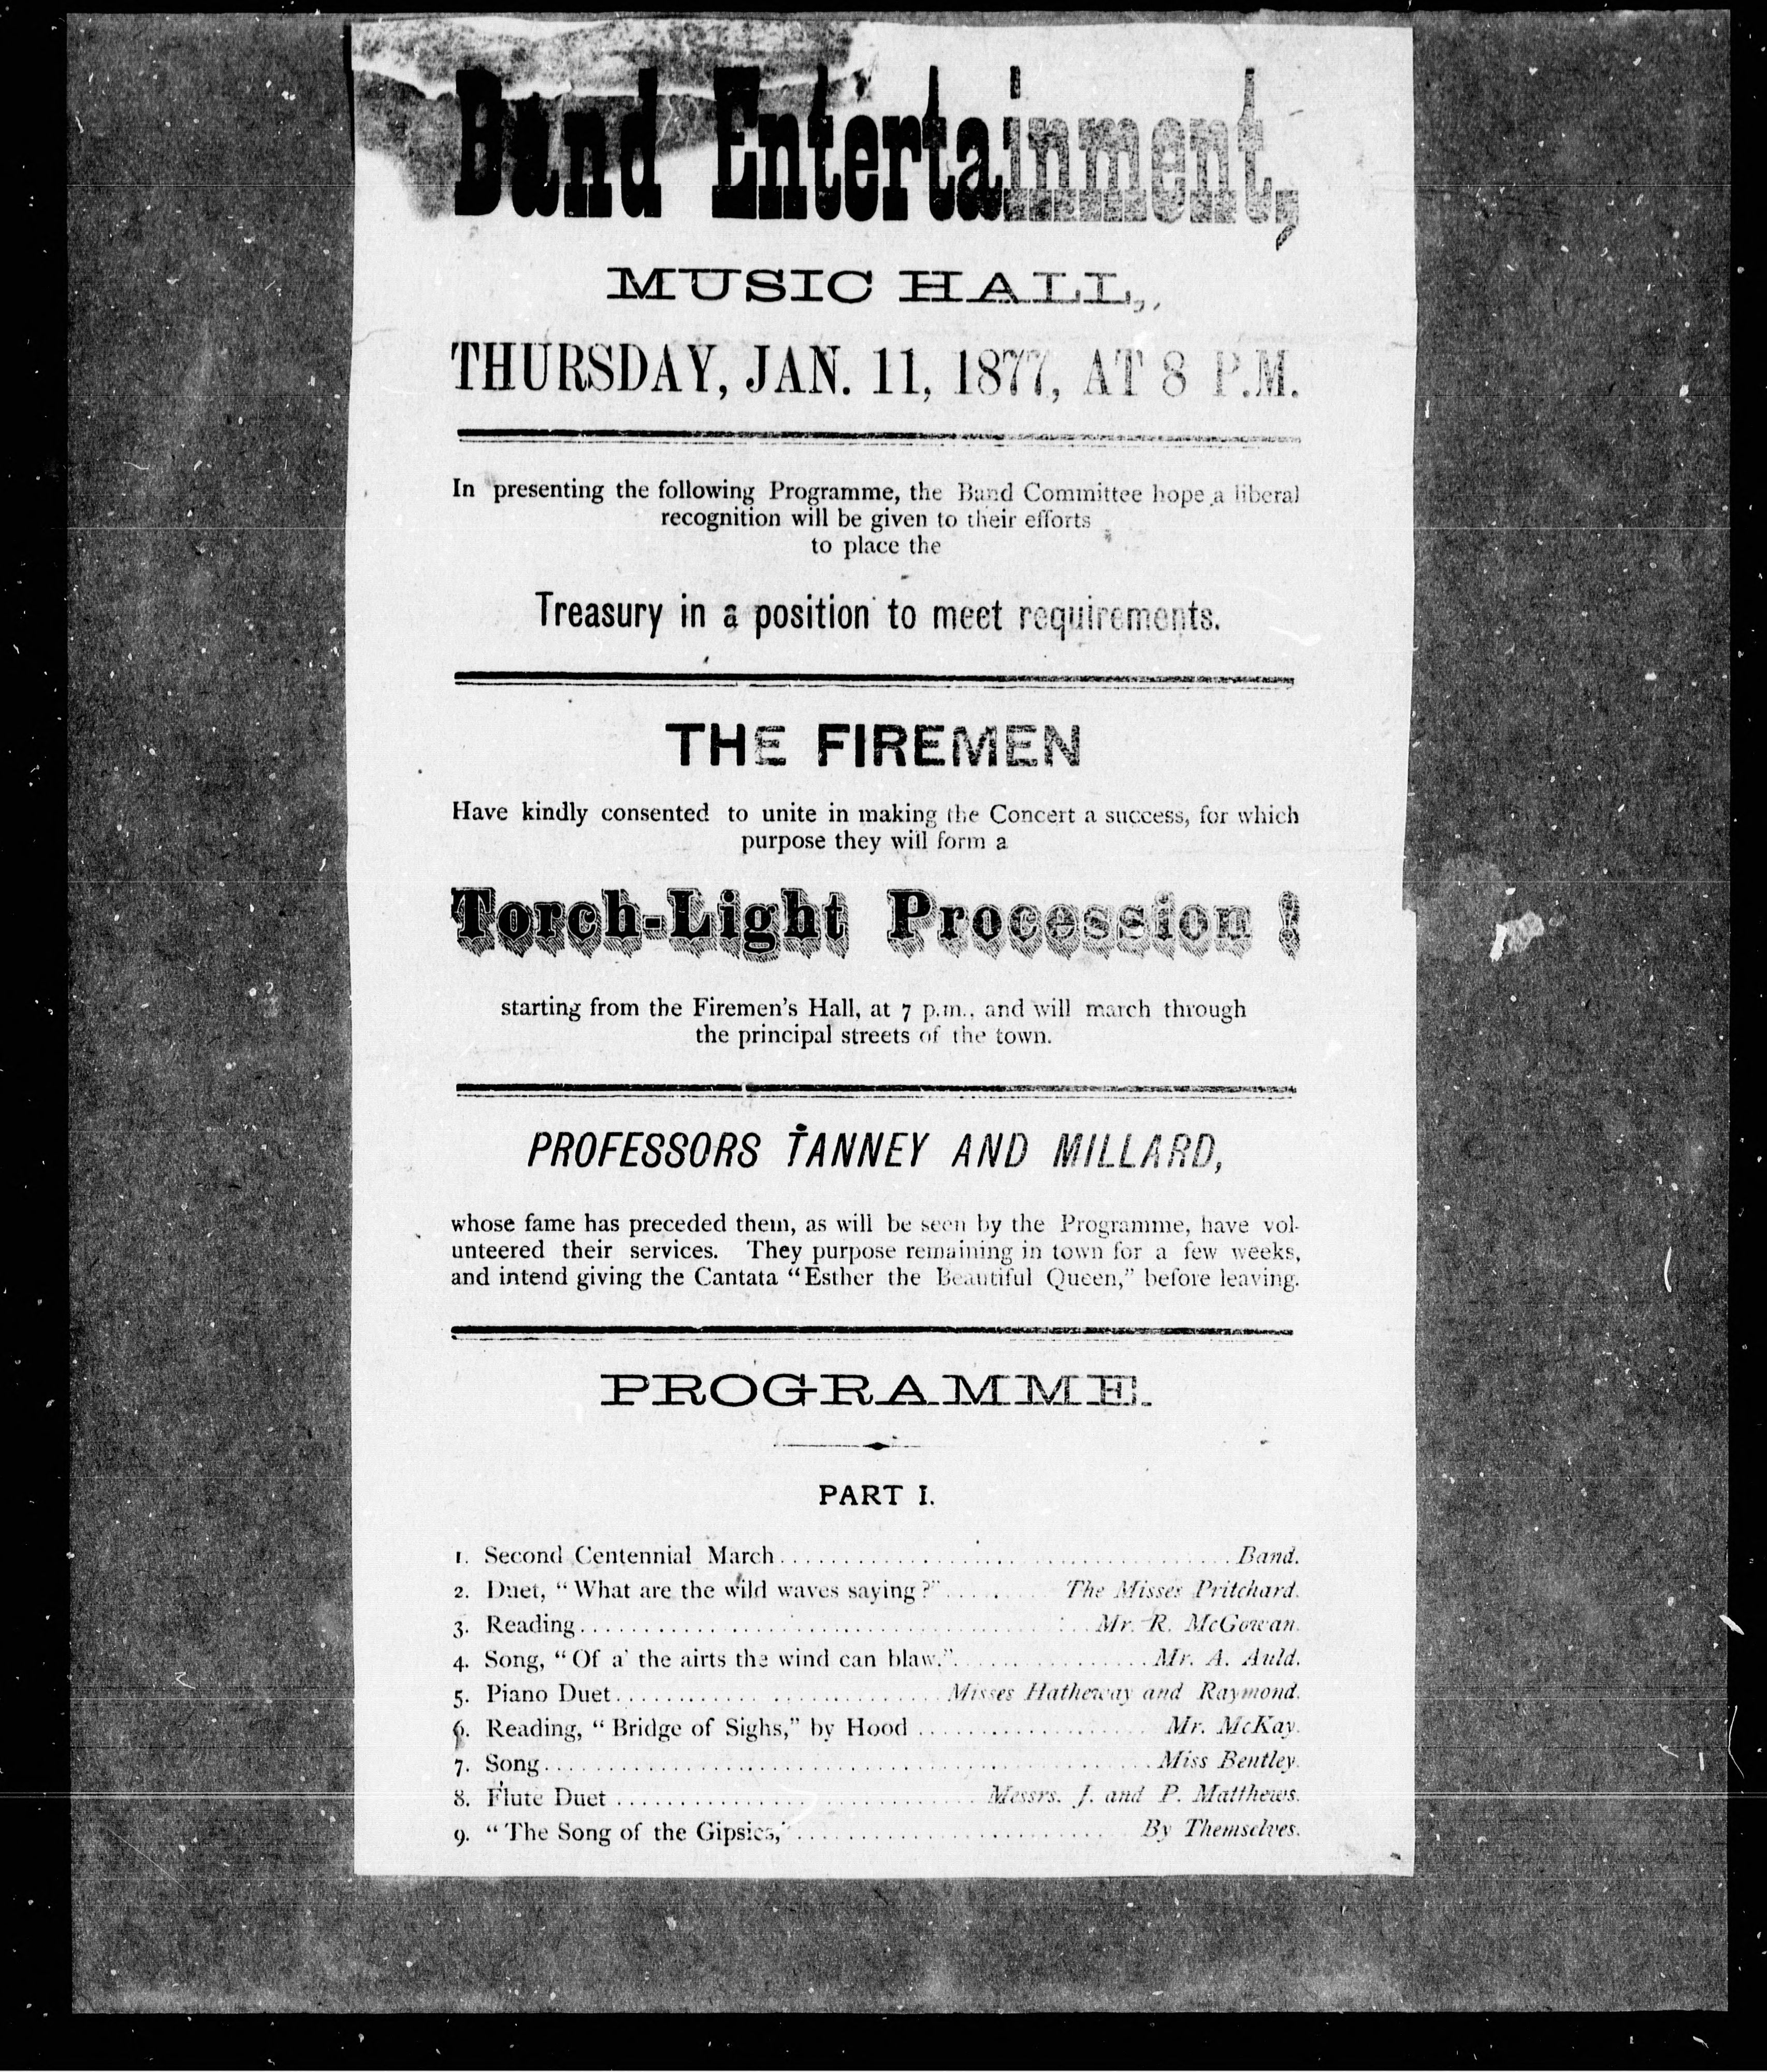 Band Entertainment,
MUSIC HALL,
THURSDAY, JAN. 11, 1877, AT 8 P.M.
In presenting the following Programme, the Band Committee hope a liberal
recognition will be given to their efforts
to place the
Treasury in a position to meet requirements.
THE FIREMEN
Have kindly consented to unite in making the Concert a success, for which
purpose they will form a
Torch-Light Procession !
starting from the Firemen's Hall, at 7 p.m., and will march through
the principal streets of the town.
PROFESSORS TANNEY AND MILLARD,
whose fame has preceded them, as will be seen by the Programme, have vol-
unteered their services. They purpose remaining in town for a few weeks,
and intend giving the Cantata "Esther the Beautiful Queen," before leaving.
PROGRAMME.
PART I.
1. Second Centennial March.......... Band.
2. Duet, "What are the wild waves saying?".......... The Misses Pritchard.
3. Reading.......... Mr. R. McGowan.
4. Song, "Of a' the airts the wind can blaw.".......... Mr. A. Auld.
5. Piano Duet.......... Misses Hatheway and Raymond.
6. Reading, "Bridge of Sighs," by Hood.......... Mr. McKay.
7. Song.......... Miss Bentley.
8. Flute Duet.......... Messrs. J. and P. Matthews.
9. "The Song of the Gipsies,".......... By Themselves.